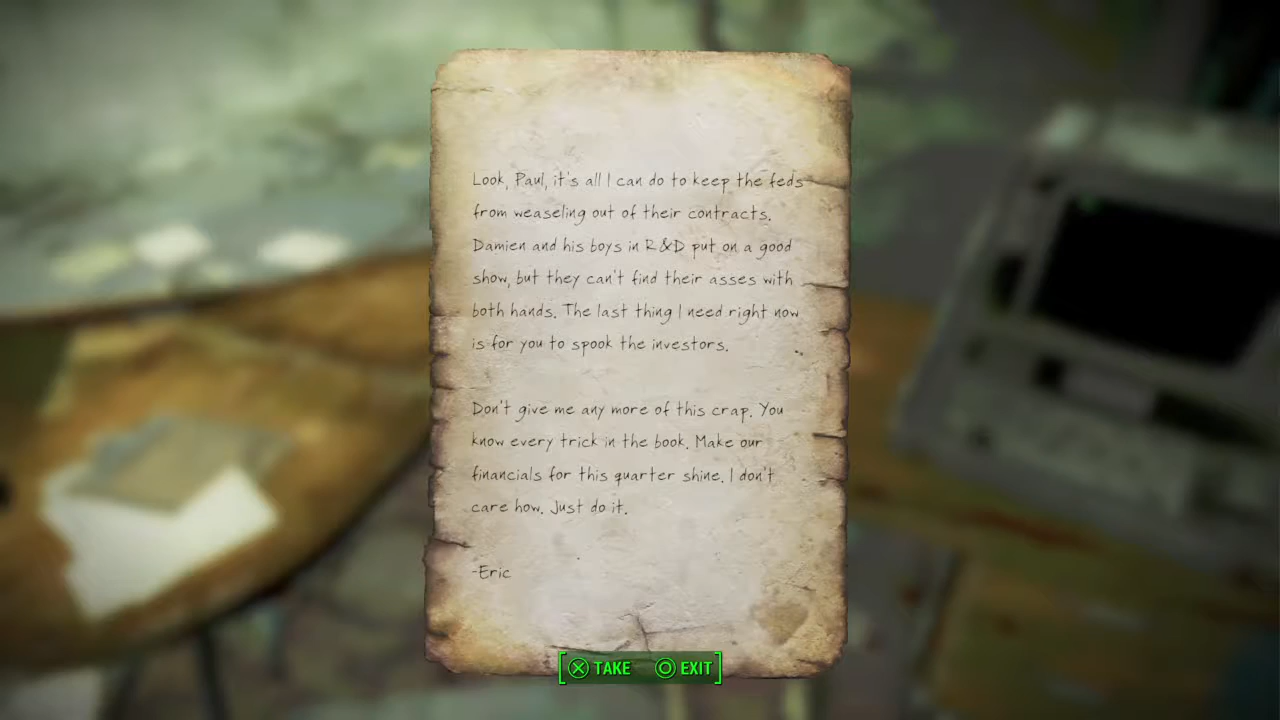 Look, Paul, it's all I can do to keep the feds
from weaseling out of their contracts.
Damien and his boys in R&D put on a good
show, but they can't find their asses with
both hands. The last thing I need right now
is for you to spook the investors.
Don't give me any more of this crap. You
know every trick in the book. Make our
financials for this quarter shine. I don't
care how. Just do it.
-Eric
TAKE EXIT